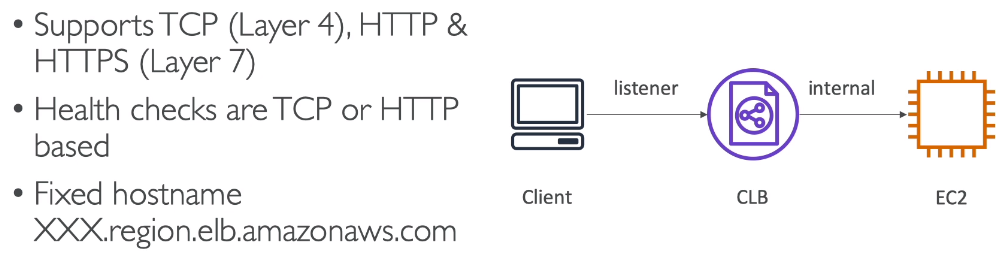 • Supports TCP (Layer 4), HTTP &
HTTPS (Layer 7)
• Health checks are TCP or HTTP
based
• Fixed hostname
XXX.region.elb.amazonaws.com
listener
internal
Client
CLB
EC2